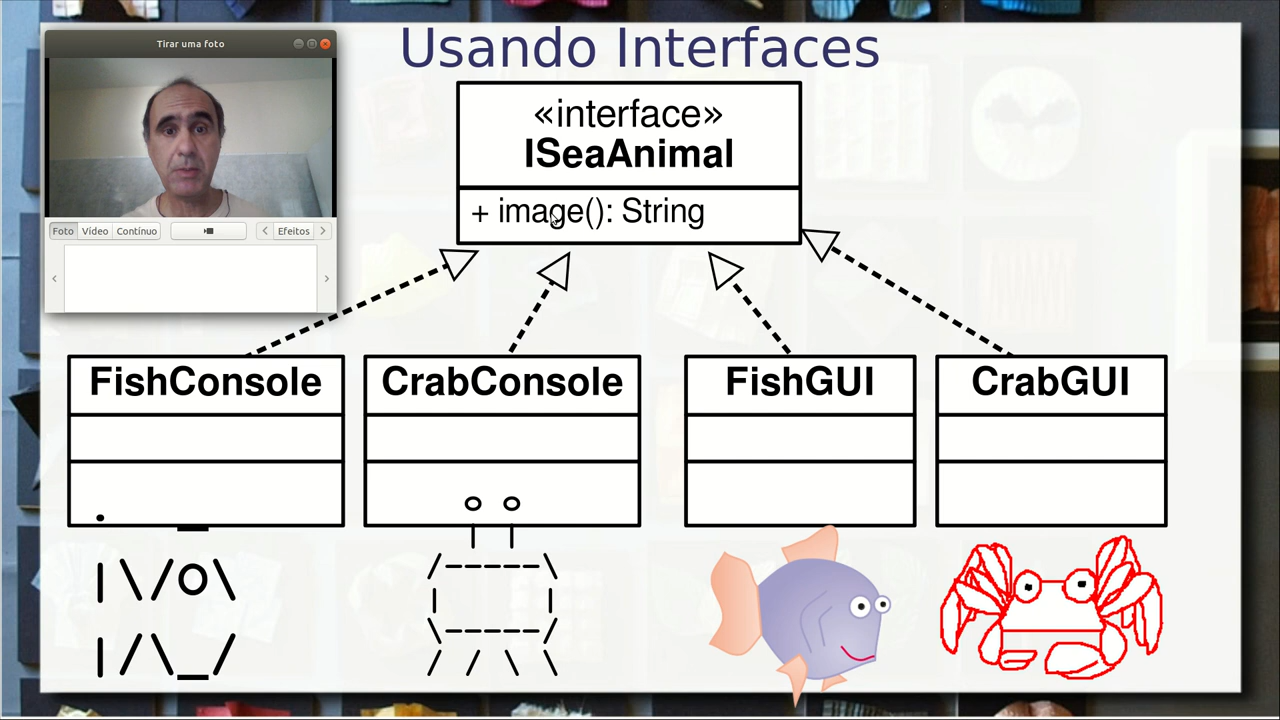 Usando Interfaces
Tirar uma foto
«interface»
ISeaAnimal
+ image(): String
Foto Vídeo Contínuo Efeitos
FishConsole CrabConsole FishGUI CrabGUI